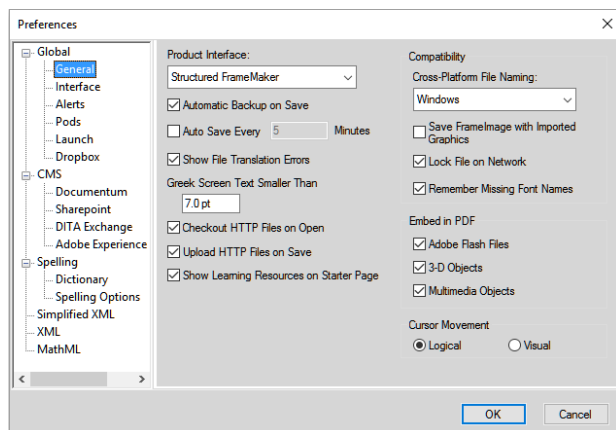 Preferences
Global
General
Interface
Alerts
Pods
Launch
Dropbox
CMS
Documentum
Sharepoint
DITA Exchange
Adobe Experience
Spelling
Dictionary
Spelling Options
Simplified XML
XML
MathML
Product Interface:
Structured FrameMaker
Automatic Backup on Save
Auto Save Every 5 Minutes
Show File Translation Errors
Greek Screen Text Smaller Than
7.0 pt
Checkout HTTP Files on Open
Upload HTTP Files on Save
Show Learning Resources on Starter Page
Compatibility
Cross-Platform File Naming:
Windows
Save FrameImage with Imported
Graphics
Lock File on Network
Remember Missing Font Names
Embed in PDF
Adobe Flash Files
3-D Objects
Multimedia Objects
Cursor Movement
Logical Visual
OK Cancel